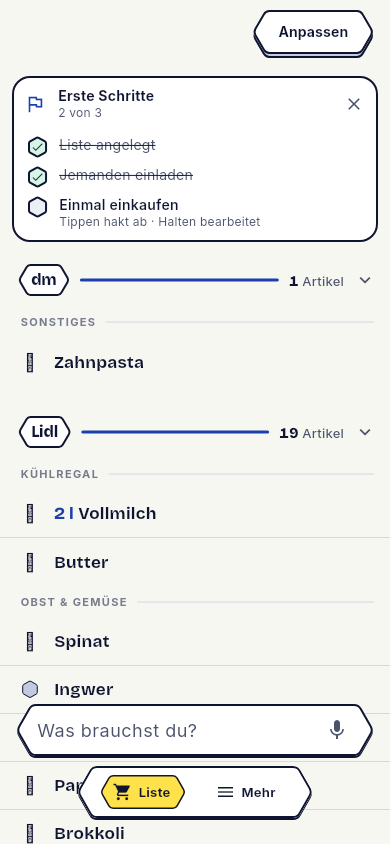 Anpassen
Erste Schritte
2 von 3
Liste angelegt
Jemanden einladen
Einmal einkaufen
Tippen hakt ab · Halten bearbeitet
dm
1 Artikel
SONSTIGES
Zahnpasta
Lidl
19 Artikel
KÜHLREGAL
2 l Vollmilch
Butter
OBST & GEMÜSE
Spinat
Ingwer
Was brauchst du?
Liste
Mehr
Brokkoli